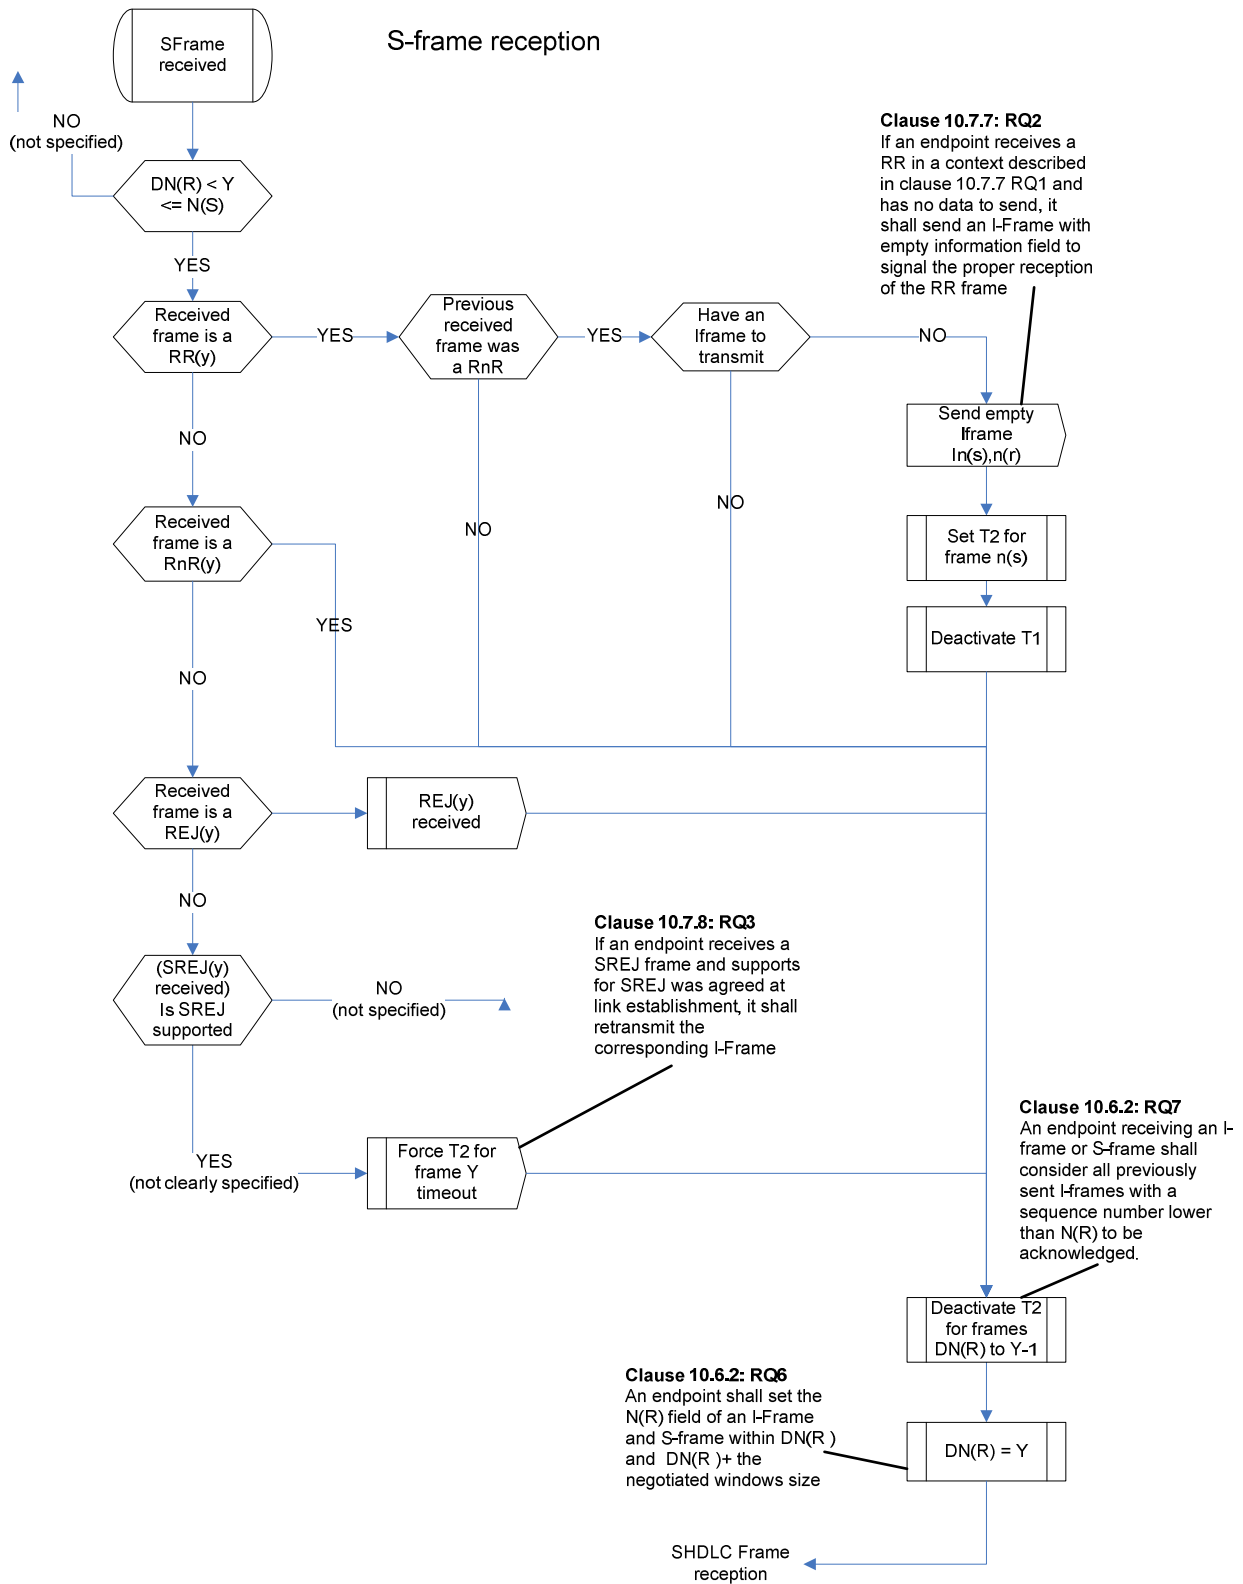 S-frame reception
SFrame
received
NO
(not specified)
DN(R) < Y
<= N(S)
YES
Clause 10.7.7: RQ2
If an endpoint receives a
RR in a context described
in clause 10.7.7 RQ1 and
has no data to send, it
shall send an I-Frame with
empty information field to
signal the proper reception
of the RR frame
Received
frame is a
RR(y)
YES
Previous
received
frame was
a RnR
YES
Have an
Iframe to
transmit
NO
Send empty
Iframe
In(s),n(r)
NO
NO
NO
Received
frame is a
RnR(y)
Set T2 for
frame n(s)
YES
Deactivate T1
NO
Received
frame is a
REJ(y)
REJ(y)
received
NO
Clause 10.7.8: RQ3
If an endpoint receives a
SREJ frame and supports
for SREJ was agreed at
link establishment, it shall
retransmit the
corresponding I-Frame
(SREJ(y)
received)
Is SREJ
supported
NO
(not specified)
YES
(not clearly specified)
Force T2 for
frame Y
timeout
Clause 10.6.2: RQ7
An endpoint receiving an I-
frame or S-frame shall
consider all previously
sent I-frames with a
sequence number lower
than N(R) to be
acknowledged.
Deactivate T2
for frames
DN(R) to Y-1
Clause 10.6.2: RQ6
An endpoint shall set the
N(R) field of an I-Frame
and S-frame within DN(R )
and DN(R )+ the
negotiated windows size
DN(R) = Y
SHDLC Frame
reception